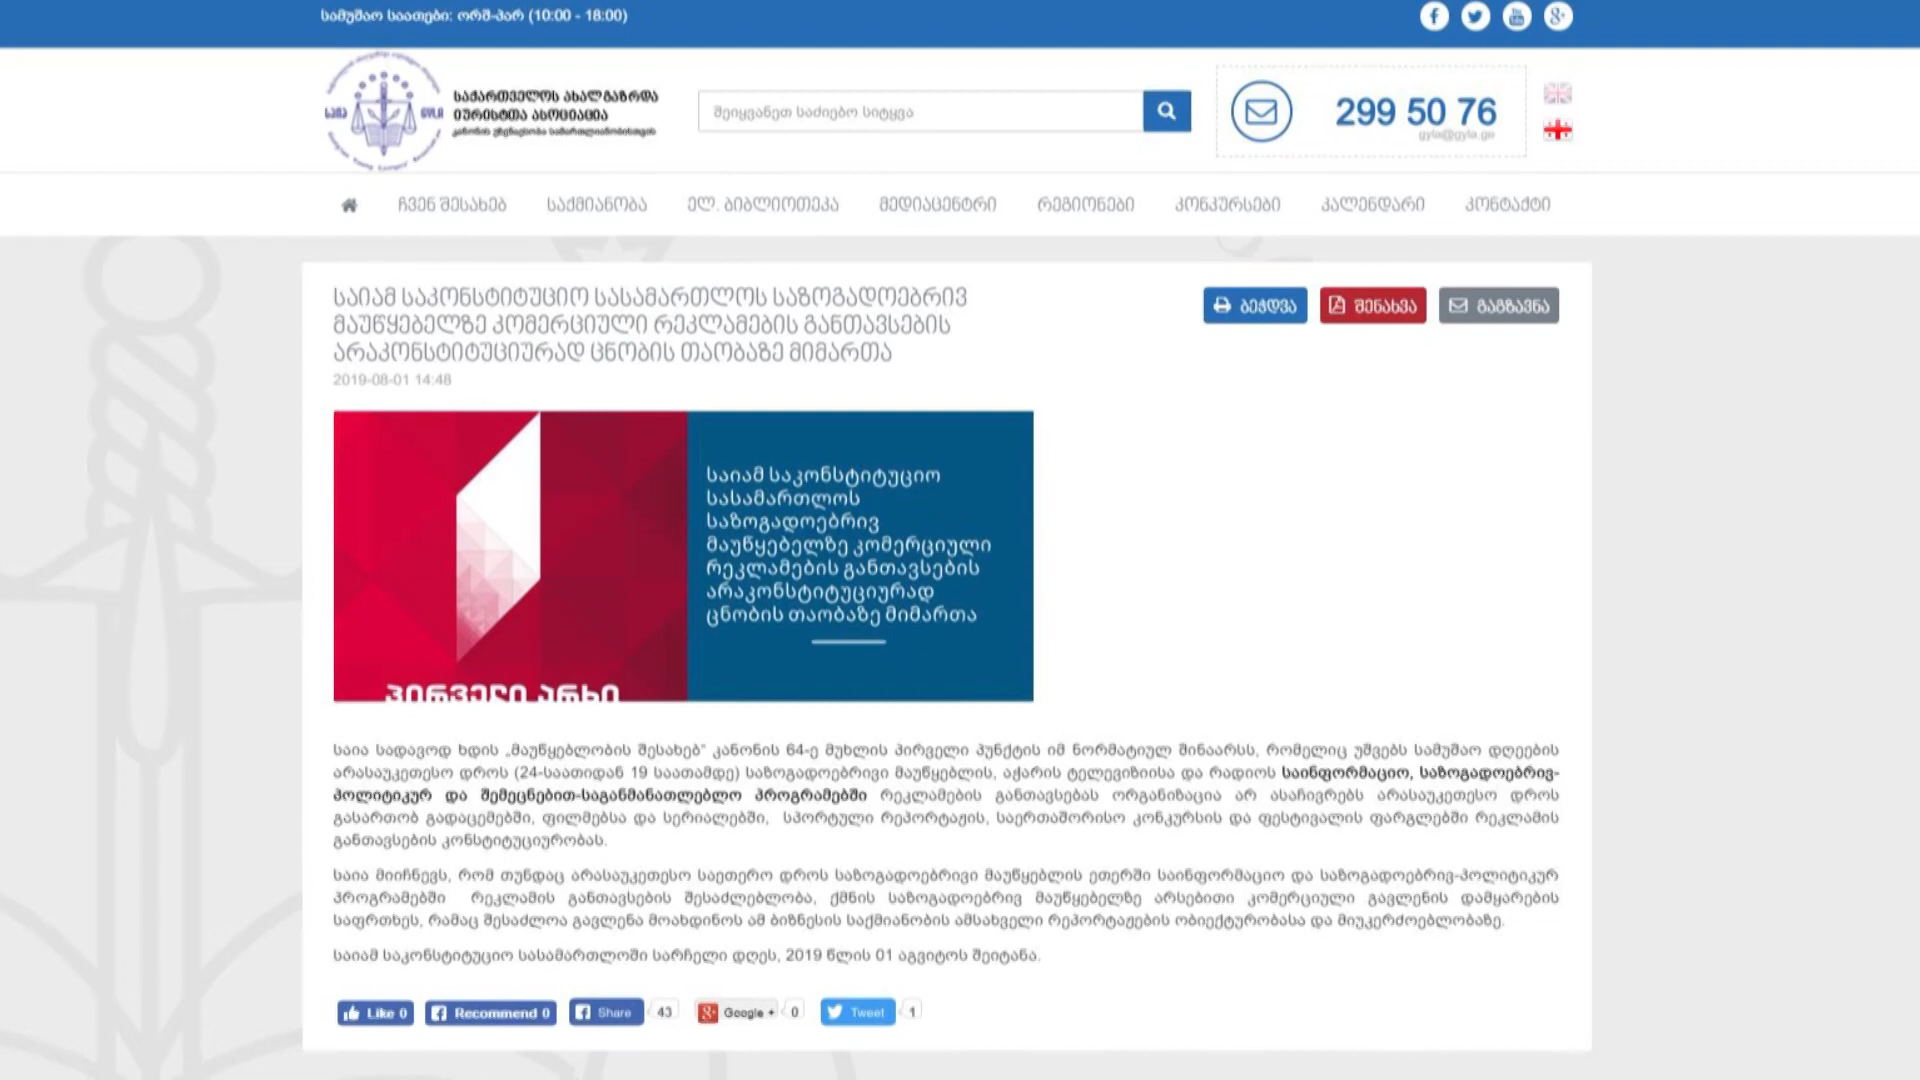 სამუშაო საათები: ორშ-პარ (10:00 - 18:00)
საია GYLA
საქართველოს ახალგაზრდა
იურისტთა ასოციაცია
კანონის უზენაესობა სამართლიანობისთვის
შეიყვანეთ საძიებო სიტყვა
299 50 76
gyla@gyla.ge
ჩვენ შესახებ საქმიანობა ელ. ბიბლიოთეკა მედიაცენტრი რეგიონები კონკურსები კალენდარი კონტაქტი
საიამ საკონსტიტუციო სასამართლოს საზოგადოებრივ
მაუწყებელზე კომერციული რეკლამების განთავსების
არაკონსტიტუციურად ცნობის თაობაზე მიმართა
2019-08-01 14:48
ბეჭდვა შენახვა გაგზავნა
საიამ საკონსტიტუციო
სასამართლოს
საზოგადოებრივ
მაუწყებელზე კომერციული
რეკლამების განთავსების
არაკონსტიტუციურად
ცნობის თაობაზე მიმართა
პირველი არხი
საია სადავოდ ხდის „მაუწყებლობის შესახებ“ კანონის 64-ე მუხლის პირველი პუნქტის იმ ნორმატიულ შინაარსს, რომელიც უშვებს სამუშაო დღეების
არასაუკეთესო დროს (24-საათიდან 19 საათამდე) საზოგადოებრივი მაუწყებლის, აჭარის ტელევიზიისა და რადიოს საინფორმაციო, საზოგადოებრივ-
პოლიტიკურ და შემეცნებით-საგანმანათლებლო პროგრამებში რეკლამების განთავსებას ორგანიზაცია არ ასაჩივრებს არასაუკეთესო დროს
გასართობ გადაცემებში, ფილმებსა და სერიალებში, სპორტული რეპორტაჟის, საერთაშორისო კონკურსის და ფესტივალის ფარგლებში რეკლამის
განთავსების კონსტიტუციურობას.
საია მიიჩნევს, რომ თუნდაც არასაუკეთესო საეთერო დროს საზოგადოებრივი მაუწყებლის ეთერში საინფორმაციო და საზოგადოებრივ-პოლიტიკურ
პროგრამებში რეკლამის განთავსების შესაძლებლობა, ქმნის საზოგადოებრივ მაუწყებელზე არსებითი კომერციული გავლენის დამყარების
საფრთხეს, რამაც შესაძლოა გავლენა მოახდინოს ამ ბიზნესის საქმიანობის ამსახველი რეპორტაჟების ობიექტურობასა და მიუკერძოებლობაზე.
საიამ საკონსტიტუციო სასამართლოში სარჩელი დღეს, 2019 წლის 01 აგვიტოს შეიტანა.
Like 0 Recommend 0 Share 43 Google + 0 Tweet 1